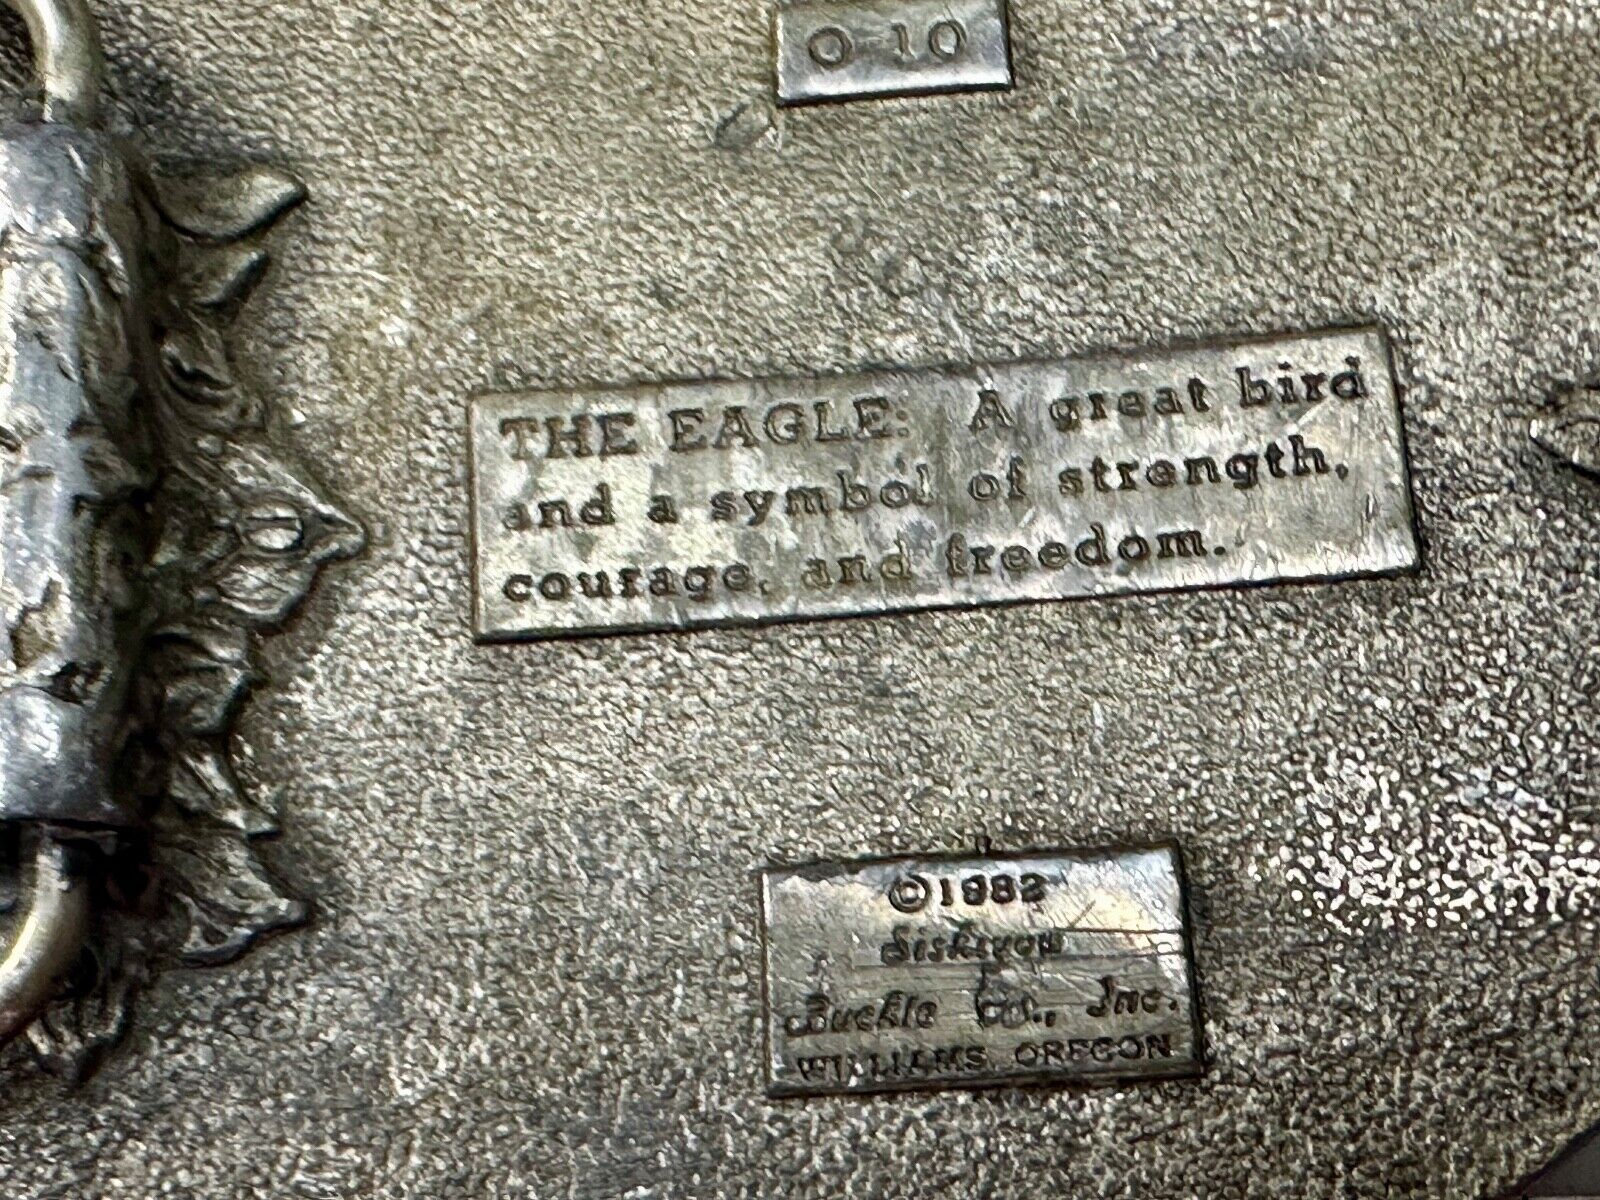 O-10
THE EAGLE: A great bird
and a symbol of strength,
courage, and freedom.
©1982
Siskiyou
Buckle Co., Inc.
WILLIAMS, OREGON